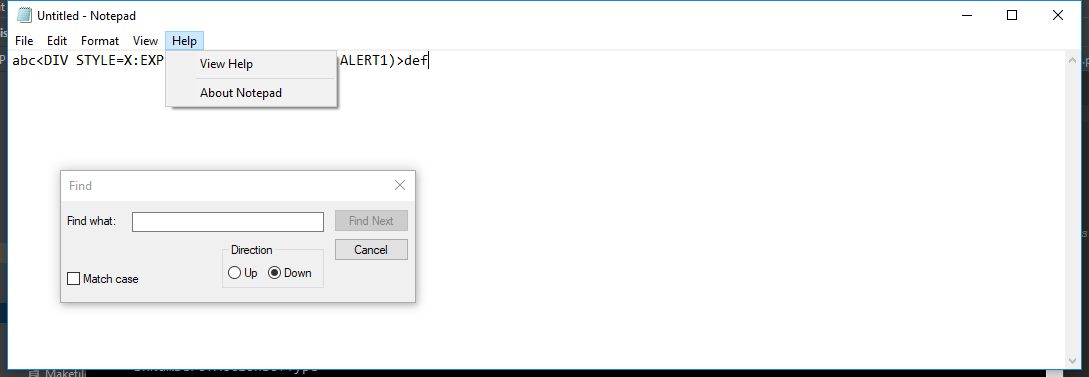 Untitled - Notepad
File Edit Format View Help
abc<DIV STYLE=X:EXP ALERT1)>def
View Help
About Notepad
Find
Find what:
Find Next
Direction
Cancel
Up Down
Match case